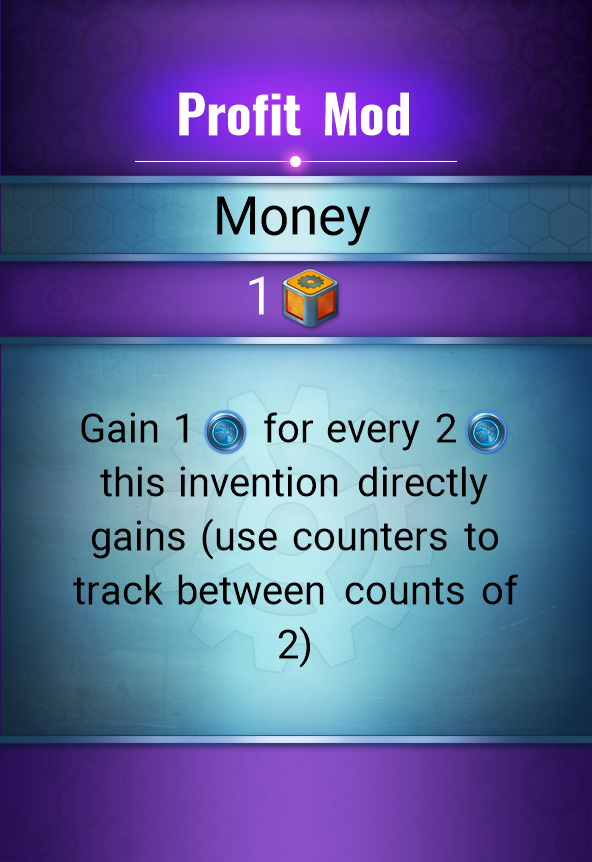 Profit Mod
Money
1
Gain 1 for every 2
this invention directly
gains (use counters to
track between counts of
2)